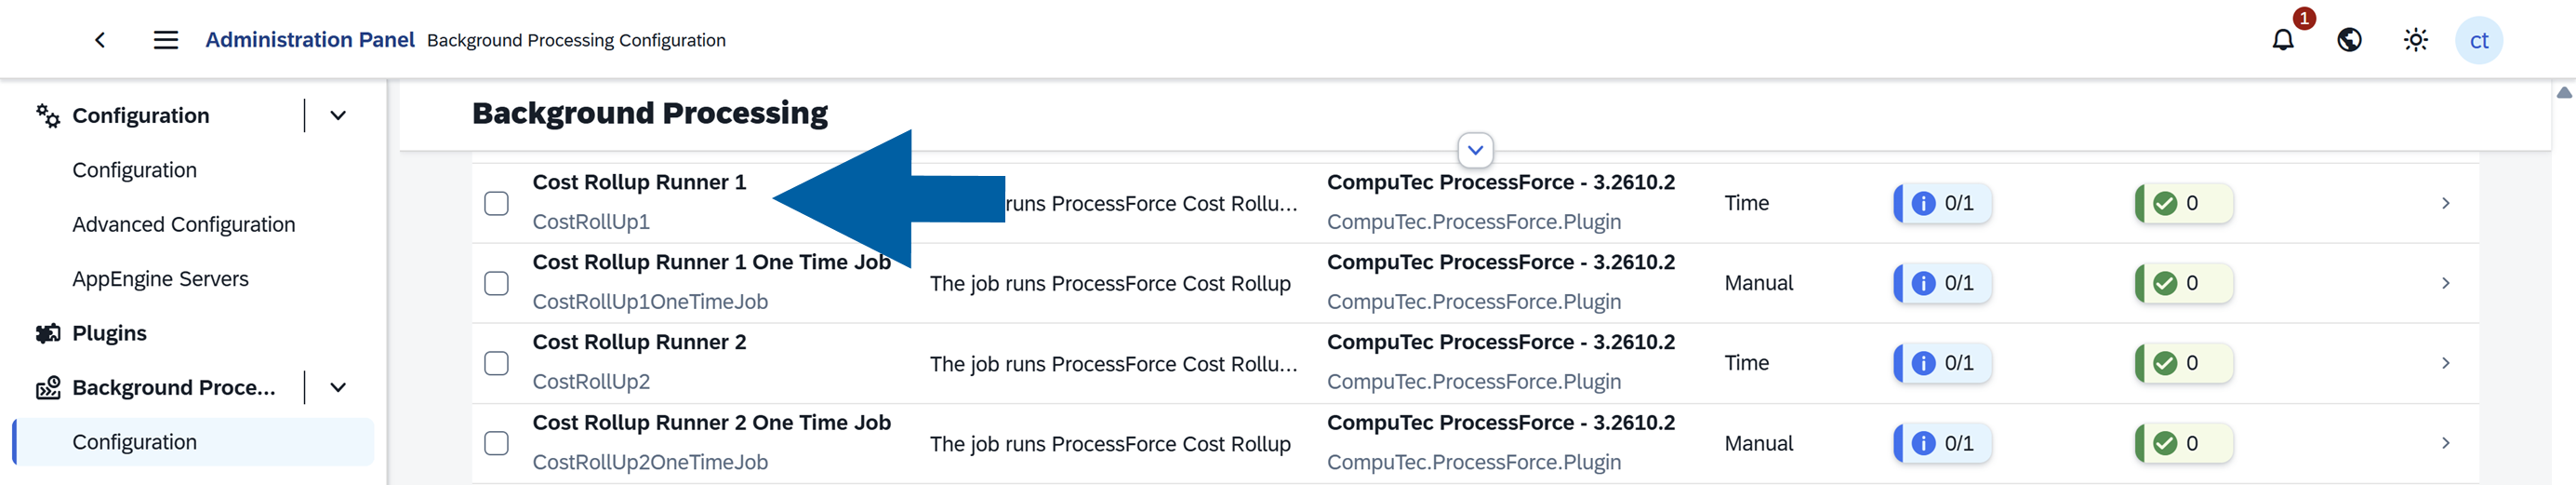 Administration Panel Background Processing Configuration
1
ct
Configuration
Configuration
Advanced Configuration
AppEngine Servers
Plugins
Background Proce...
Configuration
Background Processing
Cost Rollup Runner 1
CostRollUp1
runs ProcessForce Cost Rollu...
CompuTec ProcessForce - 3.2610.2
CompuTec.ProcessForce.Plugin
Time
0/1
0
Cost Rollup Runner 1 One Time Job
CostRollUp1OneTimeJob
The job runs ProcessForce Cost Rollup
CompuTec ProcessForce - 3.2610.2
CompuTec.ProcessForce.Plugin
Manual
0/1
0
Cost Rollup Runner 2
CostRollUp2
The job runs ProcessForce Cost Rollu...
CompuTec ProcessForce - 3.2610.2
CompuTec.ProcessForce.Plugin
Time
0/1
0
Cost Rollup Runner 2 One Time Job
CostRollUp2OneTimeJob
The job runs ProcessForce Cost Rollup
CompuTec ProcessForce - 3.2610.2
CompuTec.ProcessForce.Plugin
Manual
0/1
0